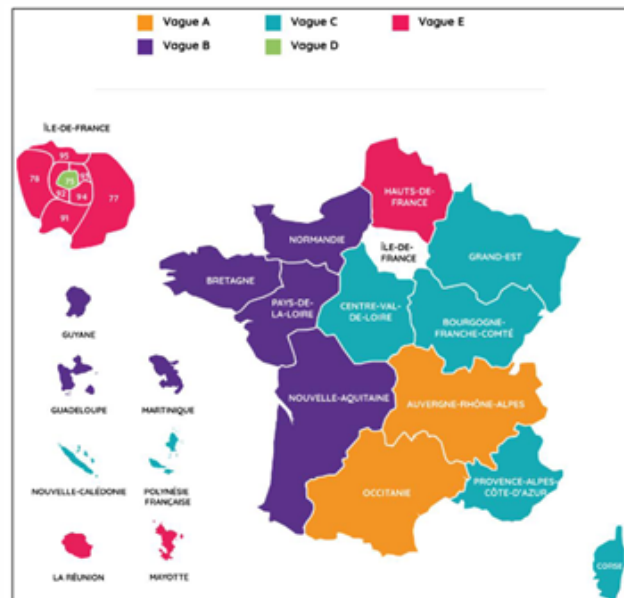 Vague A
Vague C
Vague E
Vague B
Vague D
ÎLE-DE-FRANCE
95
78
75
93
77
92
94
91
HAUTS-DE-
FRANCE
NORMANDIE
ÎLE-DE-
FRANCE
GRAND-EST
BRETAGNE
PAYS-DE-
LA-LOIRE
CENTRE-VAL-
DE-LOIRE
BOURGOGNE-
FRANCHE-COMTÉ
GUYANE
NOUVELLE-AQUITAINE
AUVERGNE-RHÔNE-ALPES
GUADELOUPE
MARTINIQUE
OCCITANIE
PROVENCE-ALPES-
CÔTE-D'AZUR
NOUVELLE-CALÉDONIE
POLYNÉSIE
FRANÇAISE
LA RÉUNION
MAYOTTE
CORSE